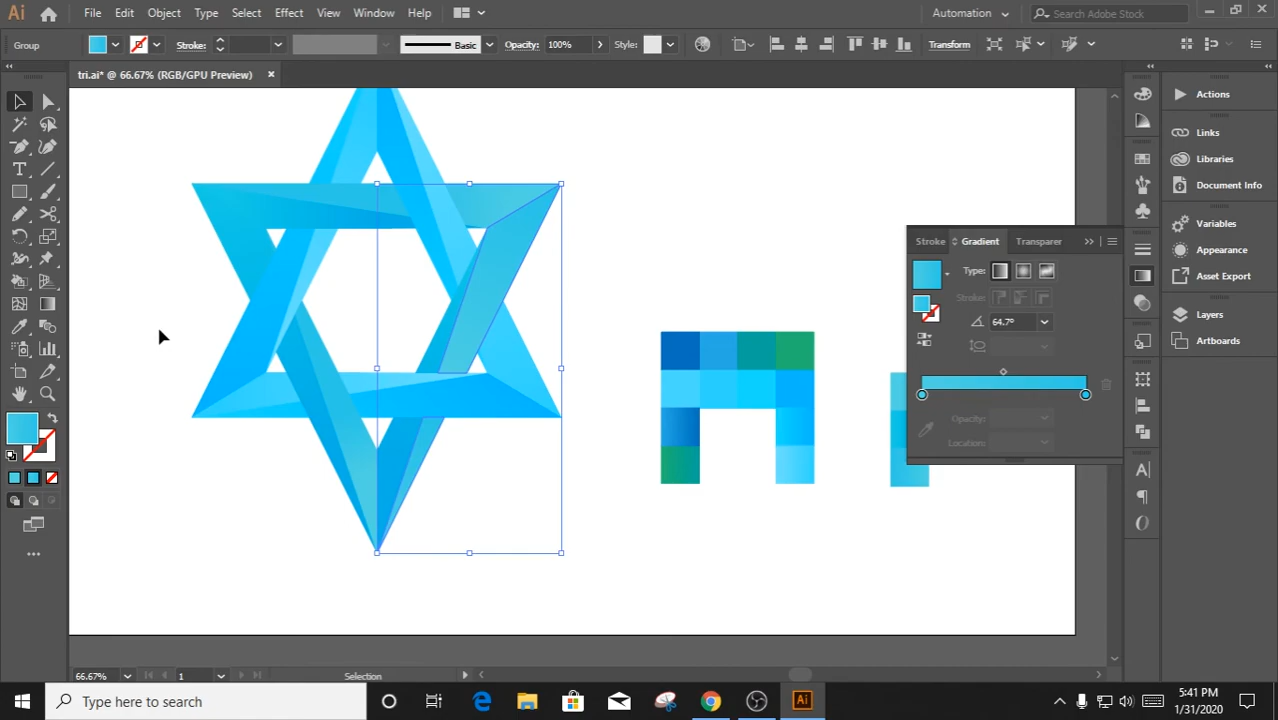 Ai File Edit Object Type Select Effect View Window Help Automation Search Adobe Stock
Group Stroke: Basic Opacity: 100% Style: Transform
tri.ai* @ 66.67% (RGB/GPU Preview)
Actions
Links
Libraries
Document Info
Variables
Appearance
Asset Export
Layers
Artboards
Stroke Gradient Transparer
Type:
Stroke:
64.7°
Opacity:
Location:
66.67% 1 Selection
Type here to search
Ai
5:41 PM
1/31/2020